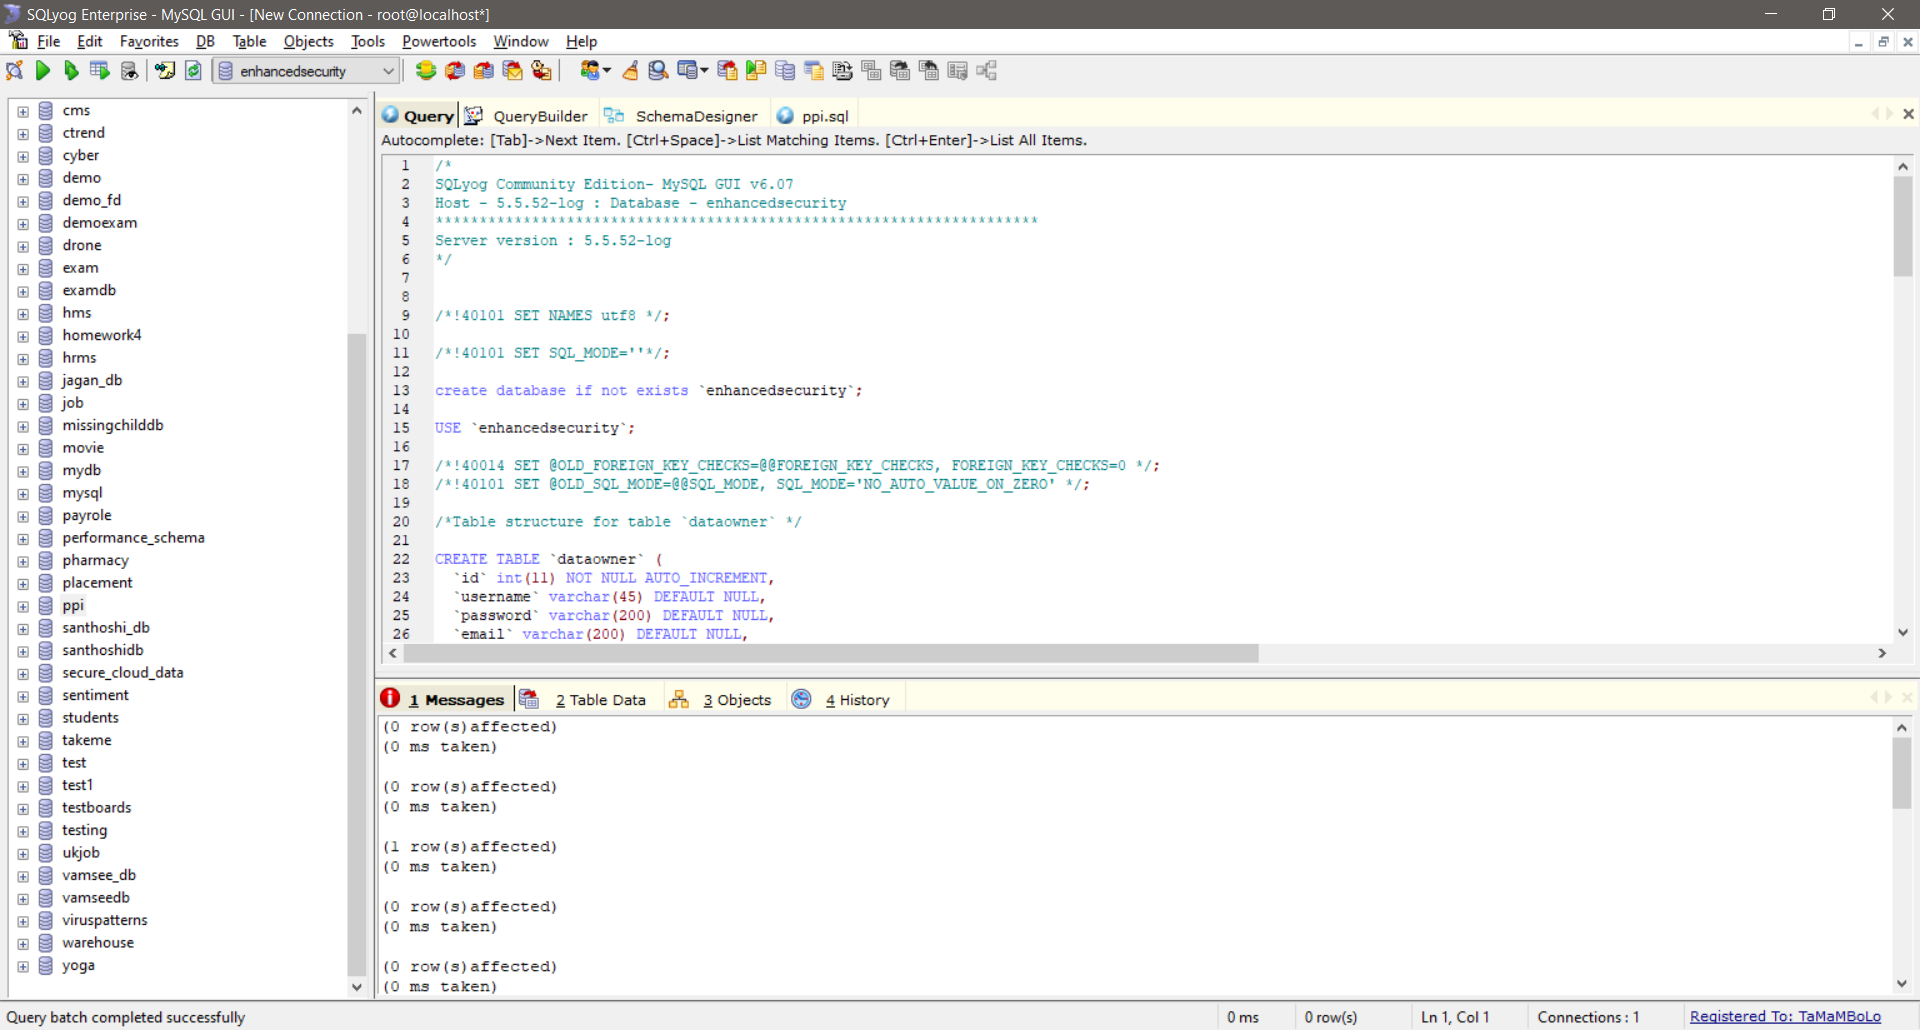 SQLyog Enterprise - MySQL GUI - [New Connection - root@localhost*]
File Edit Favorites DB Table Objects Tools Powertools Window Help
enhancedsecurity
cms
ctrend
cyber
demo
demo_fd
demoexam
drone
exam
examdb
hms
homework4
hrms
jagan_db
job
missingchilddb
movie
mydb
mysql
payrole
performance_schema
pharmacy
placement
ppi
santhoshi_db
santhoshidb
secure_cloud_data
sentiment
students
takeme
test
test1
testboards
testing
ukjob
vamsee_db
vamseedb
viruspatterns
warehouse
yoga
Query QueryBuilder SchemaDesigner ppi.sql
Autocomplete: [Tab]->Next Item. [Ctrl+Space]->List Matching Items. [Ctrl+Enter]->List All Items.
1 /*
2 SQLyog Community Edition- MySQL GUI v6.07
3 Host - 5.5.52-log : Database - enhancedsecurity
4 *********************************************************************
5 Server version : 5.5.52-log
6 */
7
8
9 /*!40101 SET NAMES utf8 */;
10
11 /*!40101 SET SQL_MODE=''*/;
12
13 create database if not exists `enhancedsecurity`;
14
15 USE `enhancedsecurity`;
16
17 /*!40014 SET @OLD_FOREIGN_KEY_CHECKS=@@FOREIGN_KEY_CHECKS, FOREIGN_KEY_CHECKS=0 */;
18 /*!40101 SET @OLD_SQL_MODE=@@SQL_MODE, SQL_MODE='NO_AUTO_VALUE_ON_ZERO' */;
19
20 /*Table structure for table `dataowner` */
21
22 CREATE TABLE `dataowner` (
23 `id` int(11) NOT NULL AUTO_INCREMENT,
24 `username` varchar(45) DEFAULT NULL,
25 `password` varchar(200) DEFAULT NULL,
26 `email` varchar(200) DEFAULT NULL,
1 Messages 2 Table Data 3 Objects 4 History
(0 row(s)affected)
(0 ms taken)
(0 row(s)affected)
(0 ms taken)
(1 row(s)affected)
(0 ms taken)
(0 row(s)affected)
(0 ms taken)
(0 row(s)affected)
(0 ms taken)
Query batch completed successfully 0 ms 0 row(s) Ln 1, Col 1 Connections : 1 Registered To: TaMaMBoLo